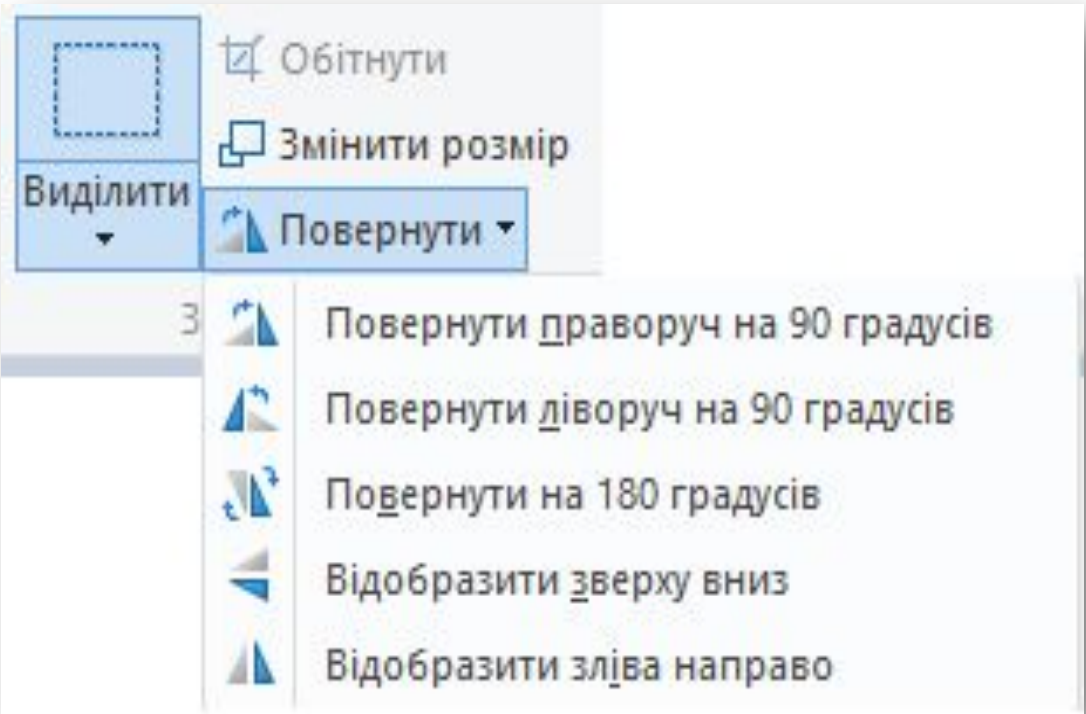 Обітнути
Змінити розмір
Виділити
Повернути
З
Повернути праворуч на 90 градусів
Повернути ліворуч на 90 градусів
Повернути на 180 градусів
Відобразити зверху вниз
Відобразити зліва направо